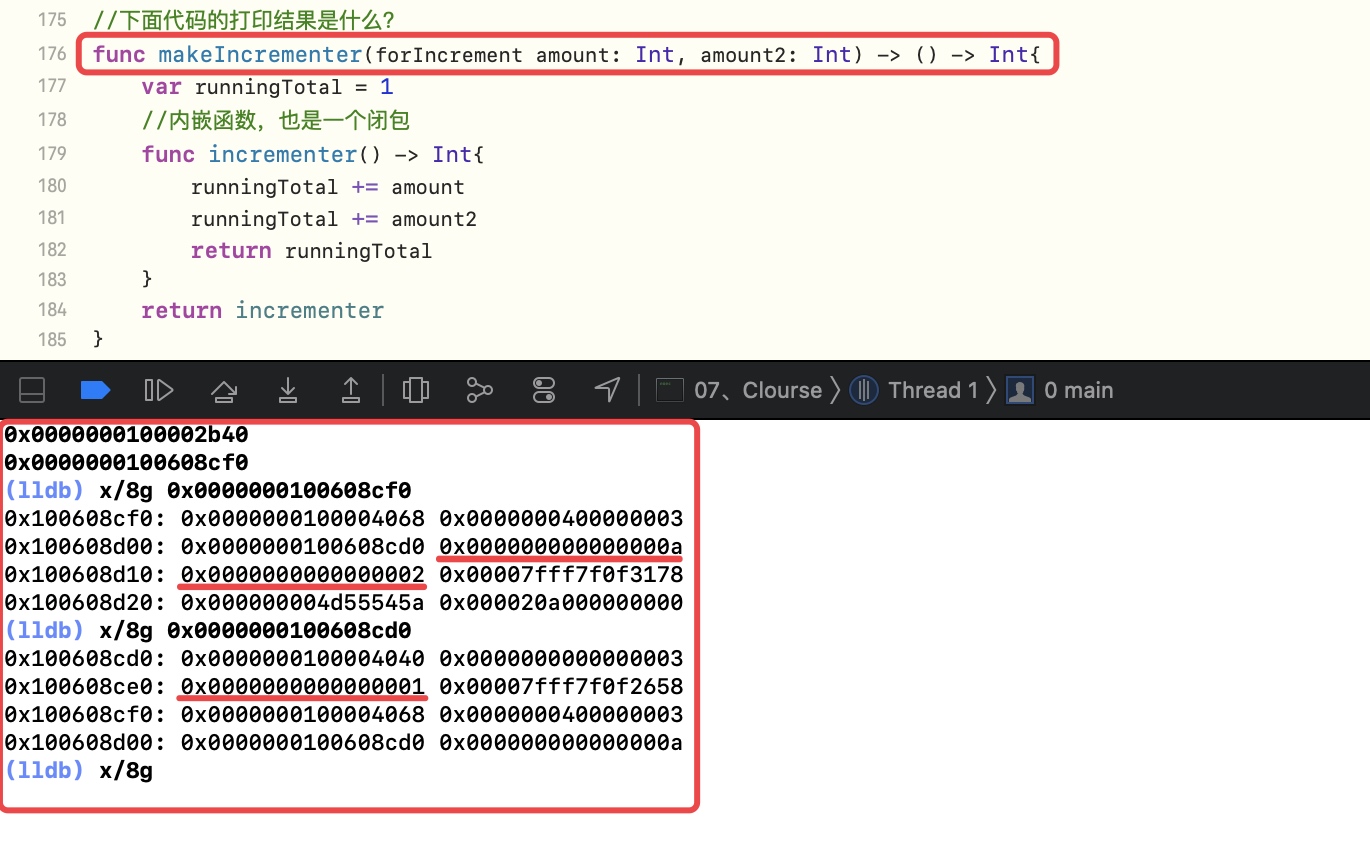 175 //下面代码的打印结果是什么?
176 func makeIncrementer(forIncrement amount: Int, amount2: Int) -> () -> Int{
177 var runningTotal = 1
178 //内嵌函数，也是一个闭包
179 func incrementer() -> Int{
180 runningTotal += amount
181 runningTotal += amount2
182 return runningTotal
183 }
184 return incrementer
185 }
07、Clourse 〉 Thread 1 〉 0 main
0x0000000100002b40
0x0000000100608cf0
(lldb) x/8g 0x0000000100608cf0
0x100608cf0: 0x0000000100004068 0x0000000400000003
0x100608d00: 0x0000000100608cd0 0x000000000000000a
0x100608d10: 0x0000000000000002 0x00007fff7f0f3178
0x100608d20: 0x000000004d55545a 0x000020a000000000
(lldb) x/8g 0x0000000100608cd0
0x100608cd0: 0x0000000100004040 0x0000000000000003
0x100608ce0: 0x0000000000000001 0x00007fff7f0f2658
0x100608cf0: 0x0000000100004068 0x0000000400000003
0x100608d00: 0x0000000100608cd0 0x000000000000000a
(lldb) x/8g